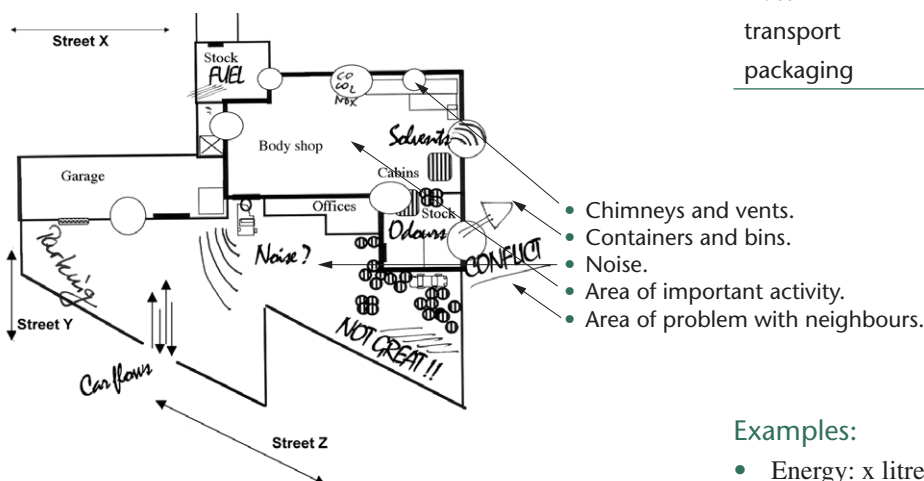 transport
packaging
Street X
Stock
FUEL
CO
CO2
NOX
Solvents
Body shop
Cabins
Garage
Offices
Stock
Odours
CONFLICT
Parking
Noise?
NOT GREAT!!
Street Y
Car flows
Street Z
• Chimneys and vents.
• Containers and bins.
• Noise.
• Area of important activity.
• Area of problem with neighbours.
Examples:
• Energy: x litre